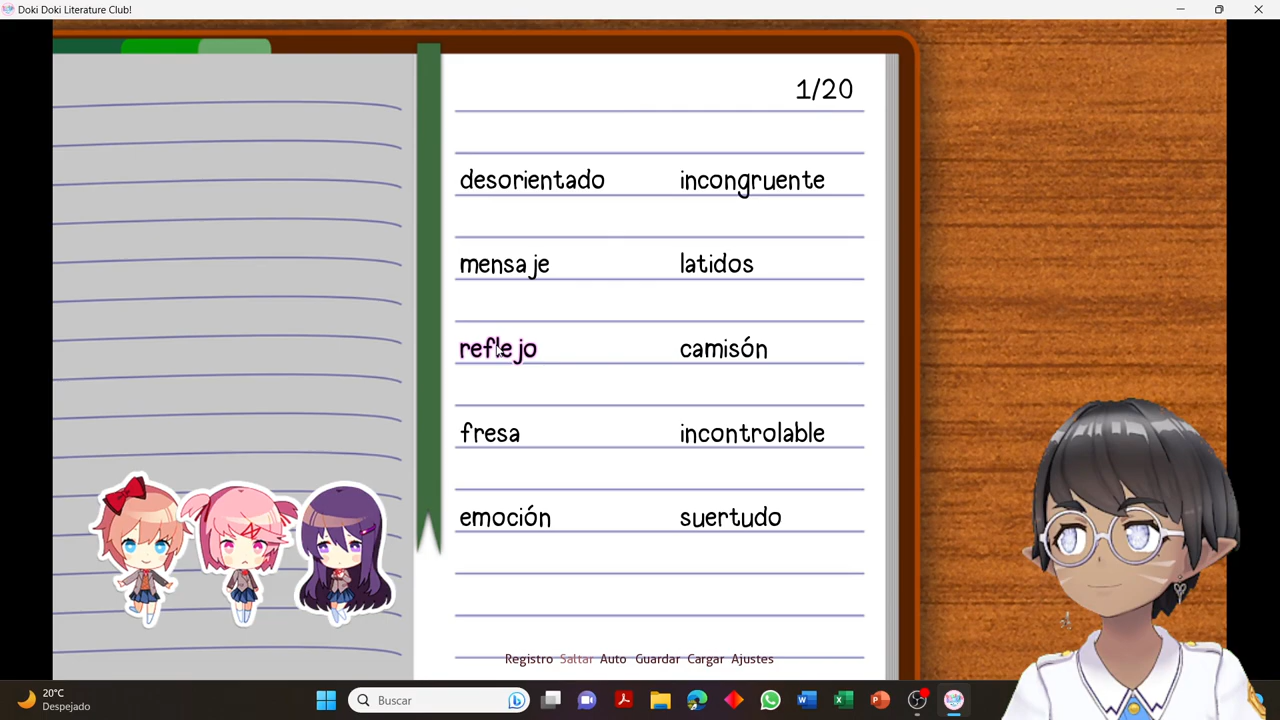 Doki Doki Literature Club!
1/20
desorientado incongruente
mensaje latidos
reflejo camisón
fresa incontrolable
emoción suertudo
Registro Saltar Auto Guardar Cargar Ajustes
20°C
Despejado
Buscar